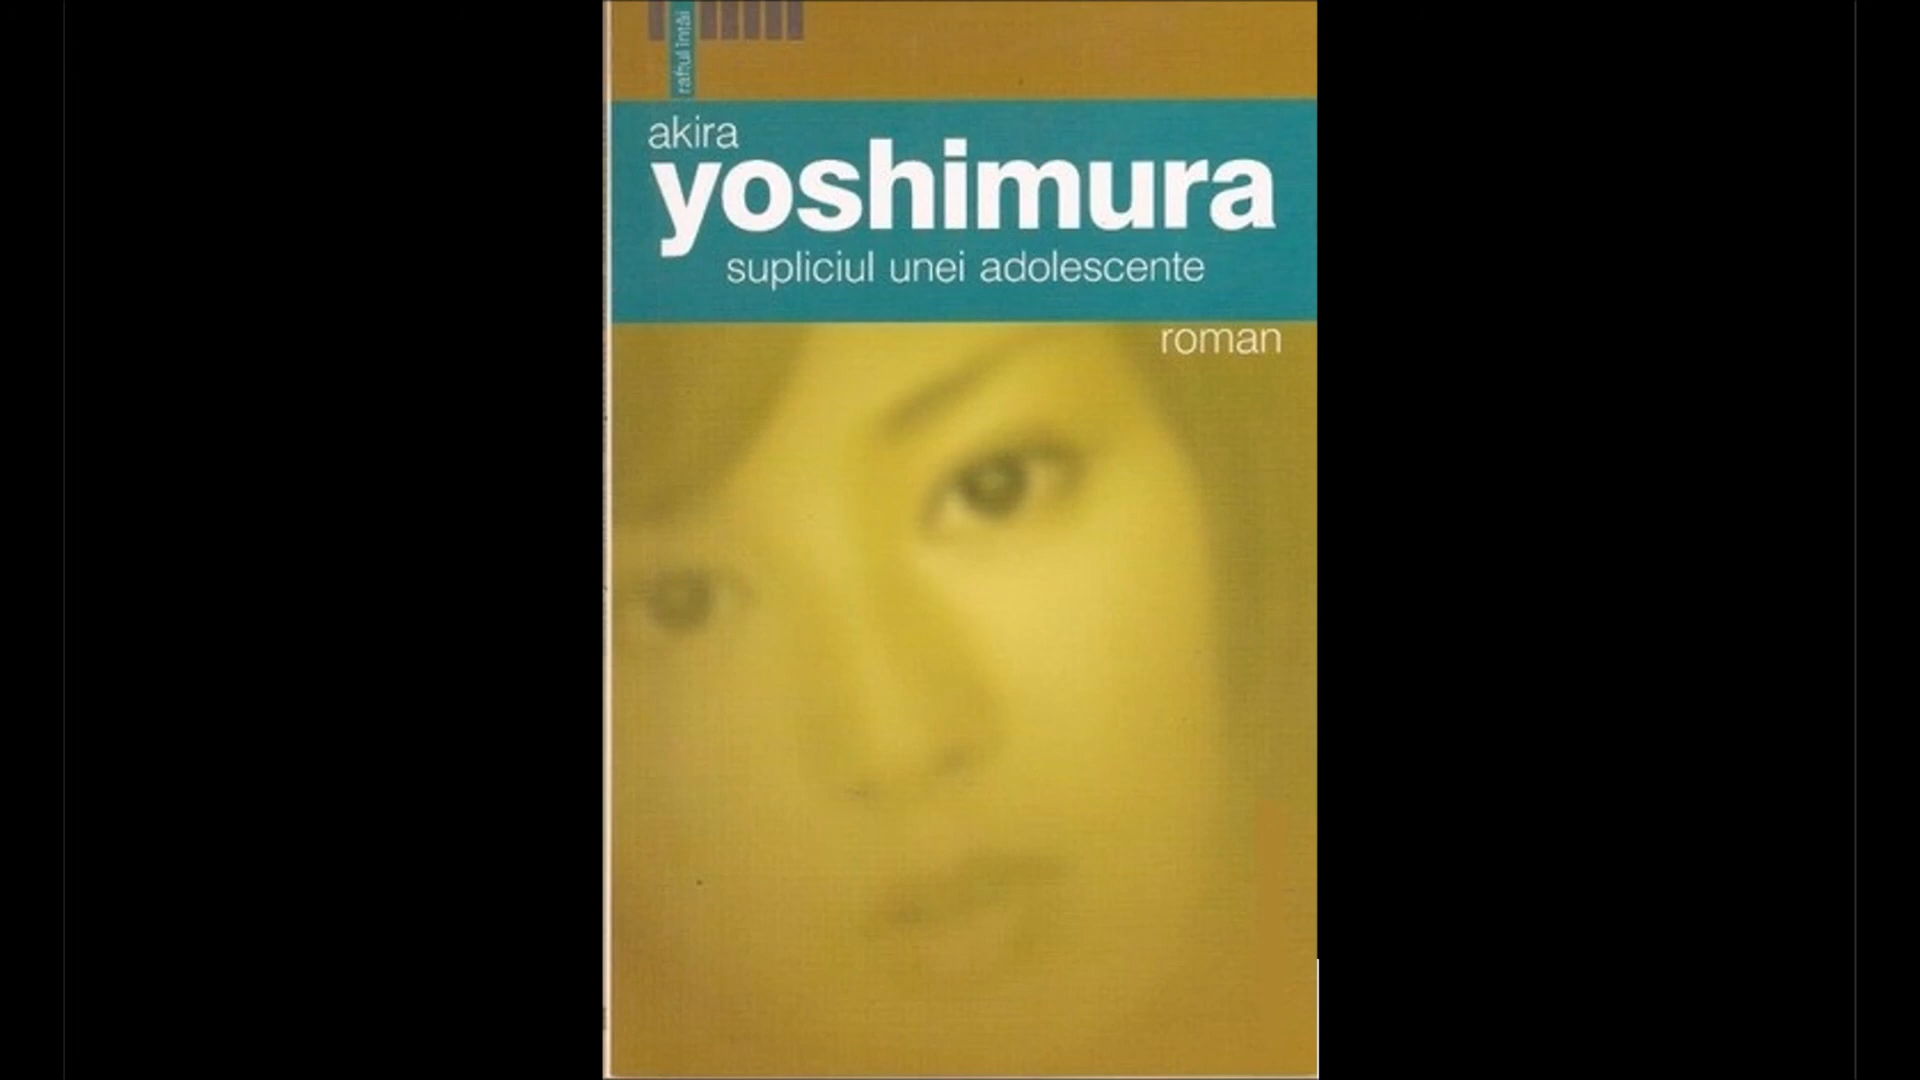 raftul întâi
akira
yoshimura
supliciul unei adolescente
roman